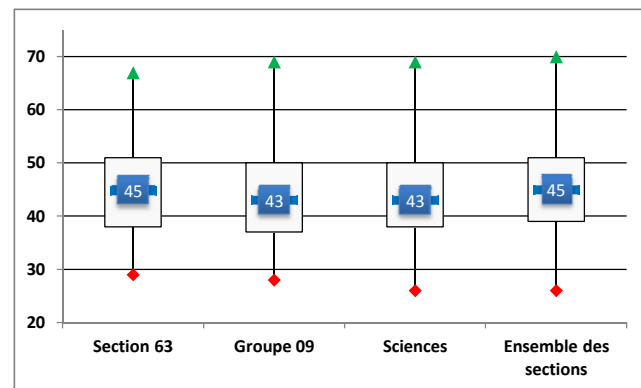 70
60
50
40
30
20
45
43
43
45
Section 63
Groupe 09
Sciences
Ensemble des
sections